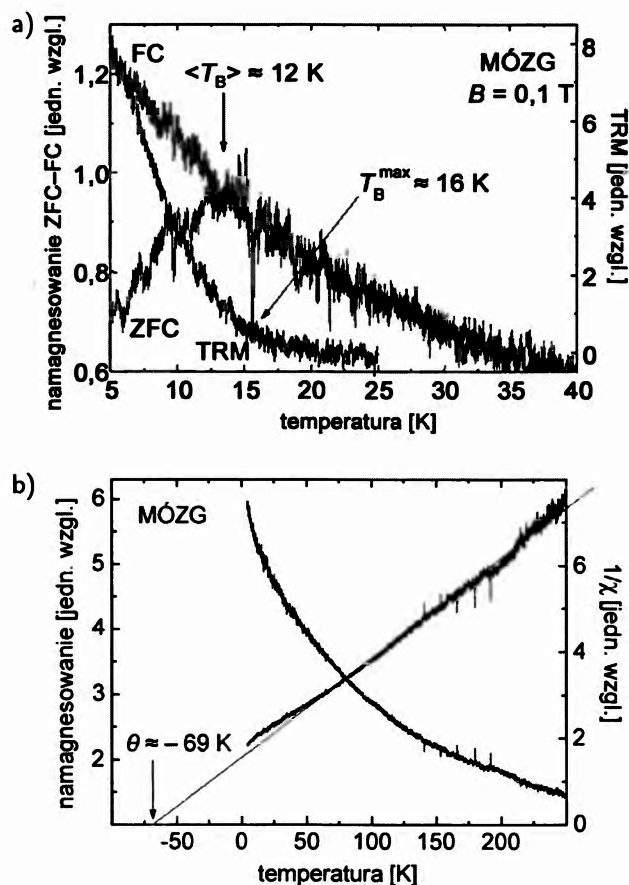 a)
namagnesowanie ZFC–FC [jedn. wzgl.]
1,2
1,0
0,8
0,6
FC
<T_B> ≈ 12 K
MÓZG
B = 0,1 T
T_B^max ≈ 16 K
ZFC
TRM
8
6
4
2
0
TRM [jedn. wzgl.]
5 10 15 20 25 30 35 40
temperatura [K]
b)
namagnesowanie [jedn. wzgl.]
6
5
4
3
2
MÓZG
θ ≈ −69 K
6
4
2
0
1/χ [jedn. wzgl.]
-50 0 50 100 150 200
temperatura [K]